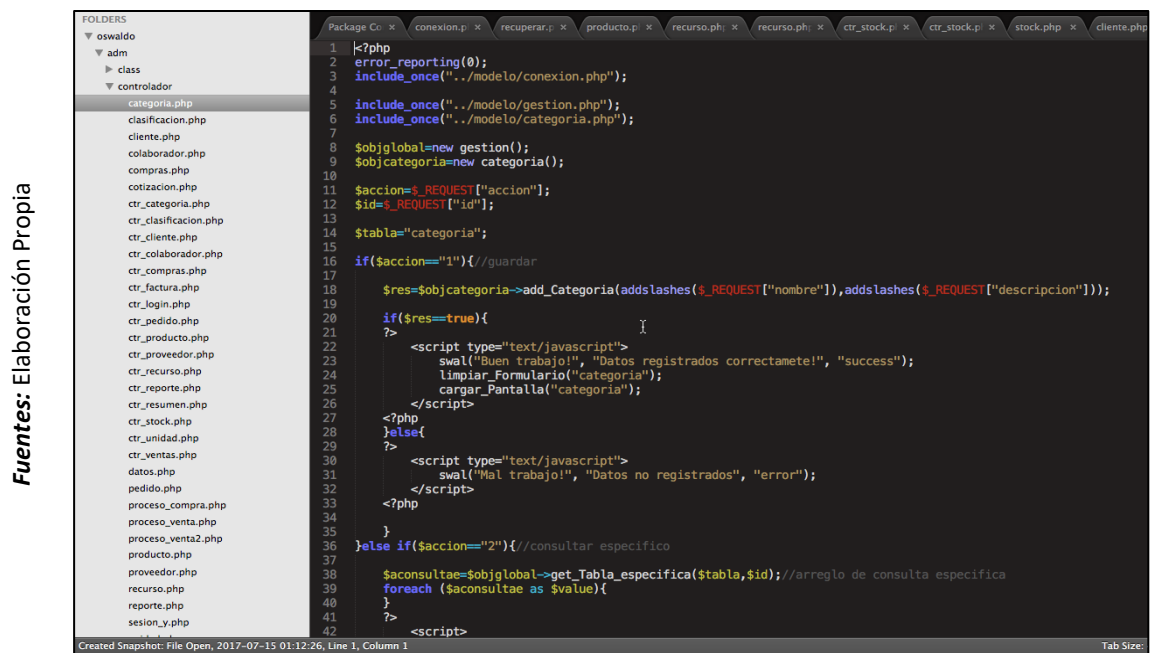 Fuentes: Elaboración Propia
FOLDERS
oswaldo
adm
class
controlador
categoria.php
clasificacion.php
cliente.php
colaborador.php
compras.php
cotizacion.php
ctr_categoria.php
ctr_clasificacion.php
ctr_cliente.php
ctr_colaborador.php
ctr_compras.php
ctr_factura.php
ctr_login.php
ctr_pedido.php
ctr_producto.php
ctr_proveedor.php
ctr_recurso.php
ctr_reporte.php
ctr_resumen.php
ctr_stock.php
ctr_unidad.php
ctr_ventas.php
datos.php
pedido.php
proceso_compra.php
proceso_venta.php
proceso_venta2.php
producto.php
proveedor.php
recurso.php
reporte.php
sesion_y.php
Package Co × conexion.p × recuperar.p × producto.pl × recurso.ph × recurso.ph × ctr_stock.pl × ctr_stock.pl × stock.php × cliente.php
1 <?php
2 error_reporting(0);
3 include_once("../modelo/conexion.php");
4
5 include_once("../modelo/gestion.php");
6 include_once("../modelo/categoria.php");
7
8 $objglobal=new gestion();
9 $objcategoria=new categoria();
10
11 $accion=$_REQUEST["accion"];
12 $id=$_REQUEST["id"];
13
14 $tabla="categoria";
15
16 if($accion=="1"){//guardar
17
18 $res=$objcategoria->add_Categoria(addslashes($_REQUEST["nombre"]),addslashes($_REQUEST["descripcion"]));
19
20 if($res==true){
21 ?>
22 <script type="text/javascript">
23 swal("Buen trabajo!", "Datos registrados correctamete!", "success");
24 limpiar_Formulario("categoria");
25 cargar_Pantalla("categoria");
26 </script>
27 <?php
28 }else{
29 ?>
30 <script type="text/javascript">
31 swal("Mal trabajo!", "Datos no registrados", "error");
32 </script>
33 <?php
34
35 }
36 }else if($accion=="2"){//consultar especifico
37
38 $aconsultae=$objglobal->get_Tabla_especifica($tabla,$id);//arreglo de consulta especifica
39 foreach ($aconsultae as $value){
40 }
41 ?>
42 <script>
Created Snapshot: File Open, 2017-07-15 01:12:26, Line 1, Column 1
Tab Size: